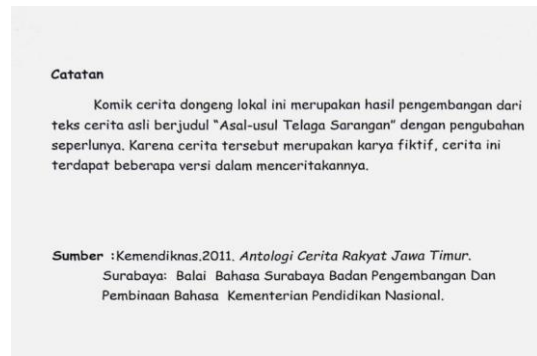 Catatan
Komik cerita dongeng lokal ini merupakan hasil pengembangan dari
teks cerita asli berjudul "Asal-usul Telaga Sarangan" dengan pengubahan
seperlunya. Karena cerita tersebut merupakan karya fiktif, cerita ini
terdapat beberapa versi dalam menceritakannya.
Sumber :Kemendiknas.2011. Antologi Cerita Rakyat Jawa Timur.
Surabaya: Balai Bahasa Surabaya Badan Pengembangan Dan
Pembinaan Bahasa Kementerian Pendidikan Nasional.